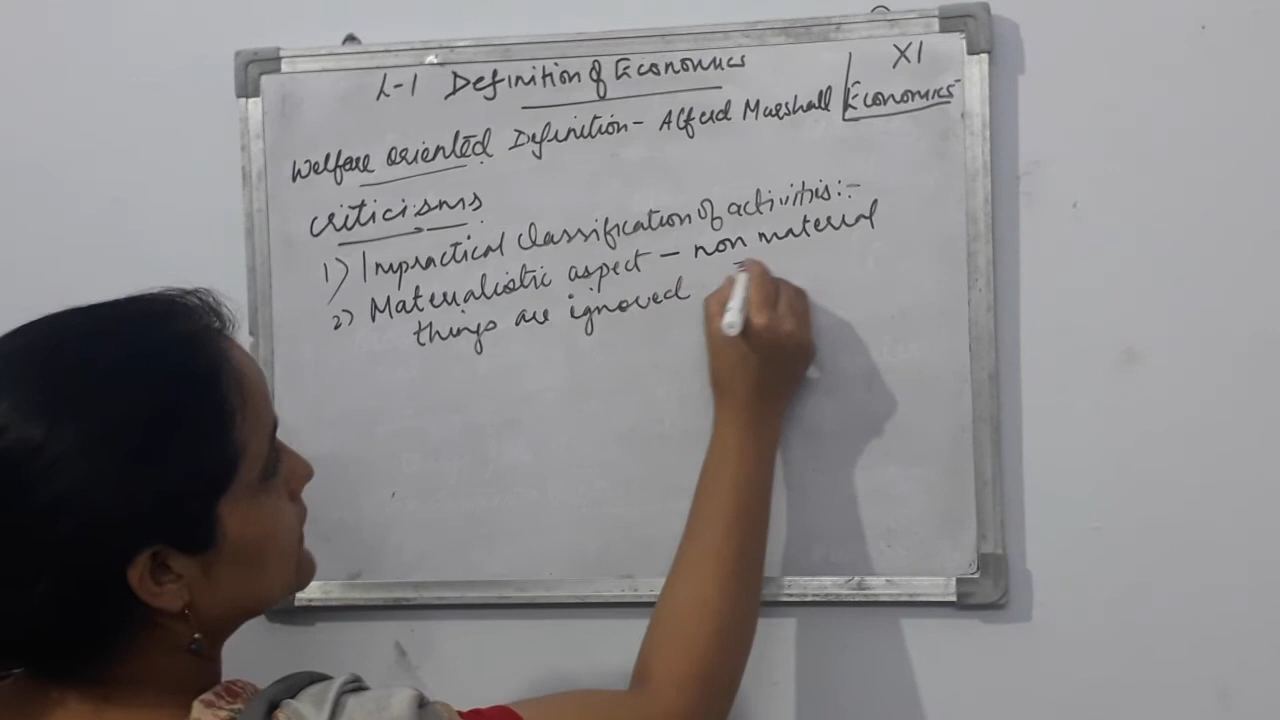 L-1 Definition of Economics
XI
Economics
Welfare oriented Definition- Alfred Marshall
criticisms
1) Impractical classification of activities:-
2) Materialistic aspect - non material
things are ignored